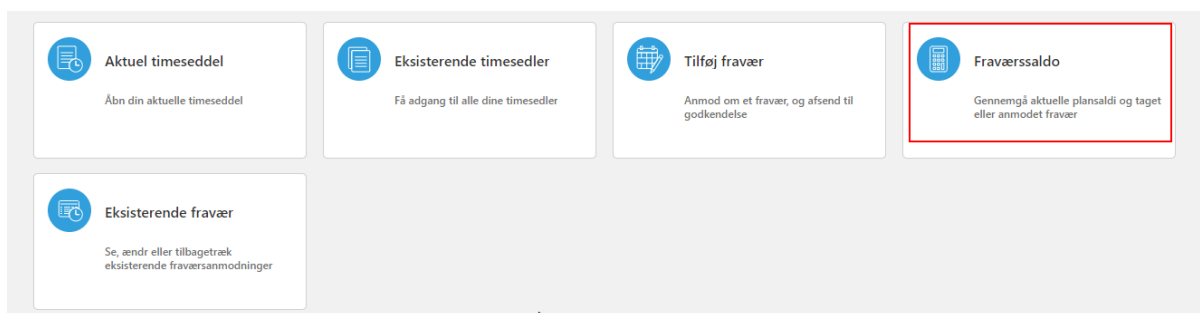 Aktuel timeseddel
Åbn din aktuelle timeseddel
Eksisterende timesedler
Få adgang til alle dine timesedler
Tilføj fravær
Anmod om et fravær, og afsend til
godkendelse
Fraværssaldo
Gennemgå aktuelle plansaldi og taget
eller anmodet fravær
Eksisterende fravær
Se, ændr eller tilbagetræk
eksisterende fraværsanmodninger